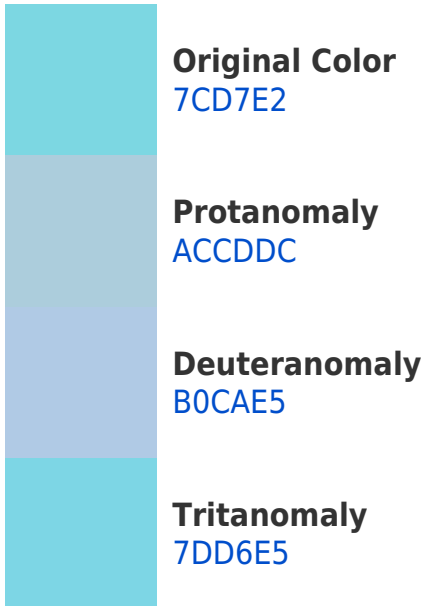 Original Color
7CD7E2
Protanomaly
ACCDDC
Deuteranomaly
B0CAE5
Tritanomaly
7DD6E5